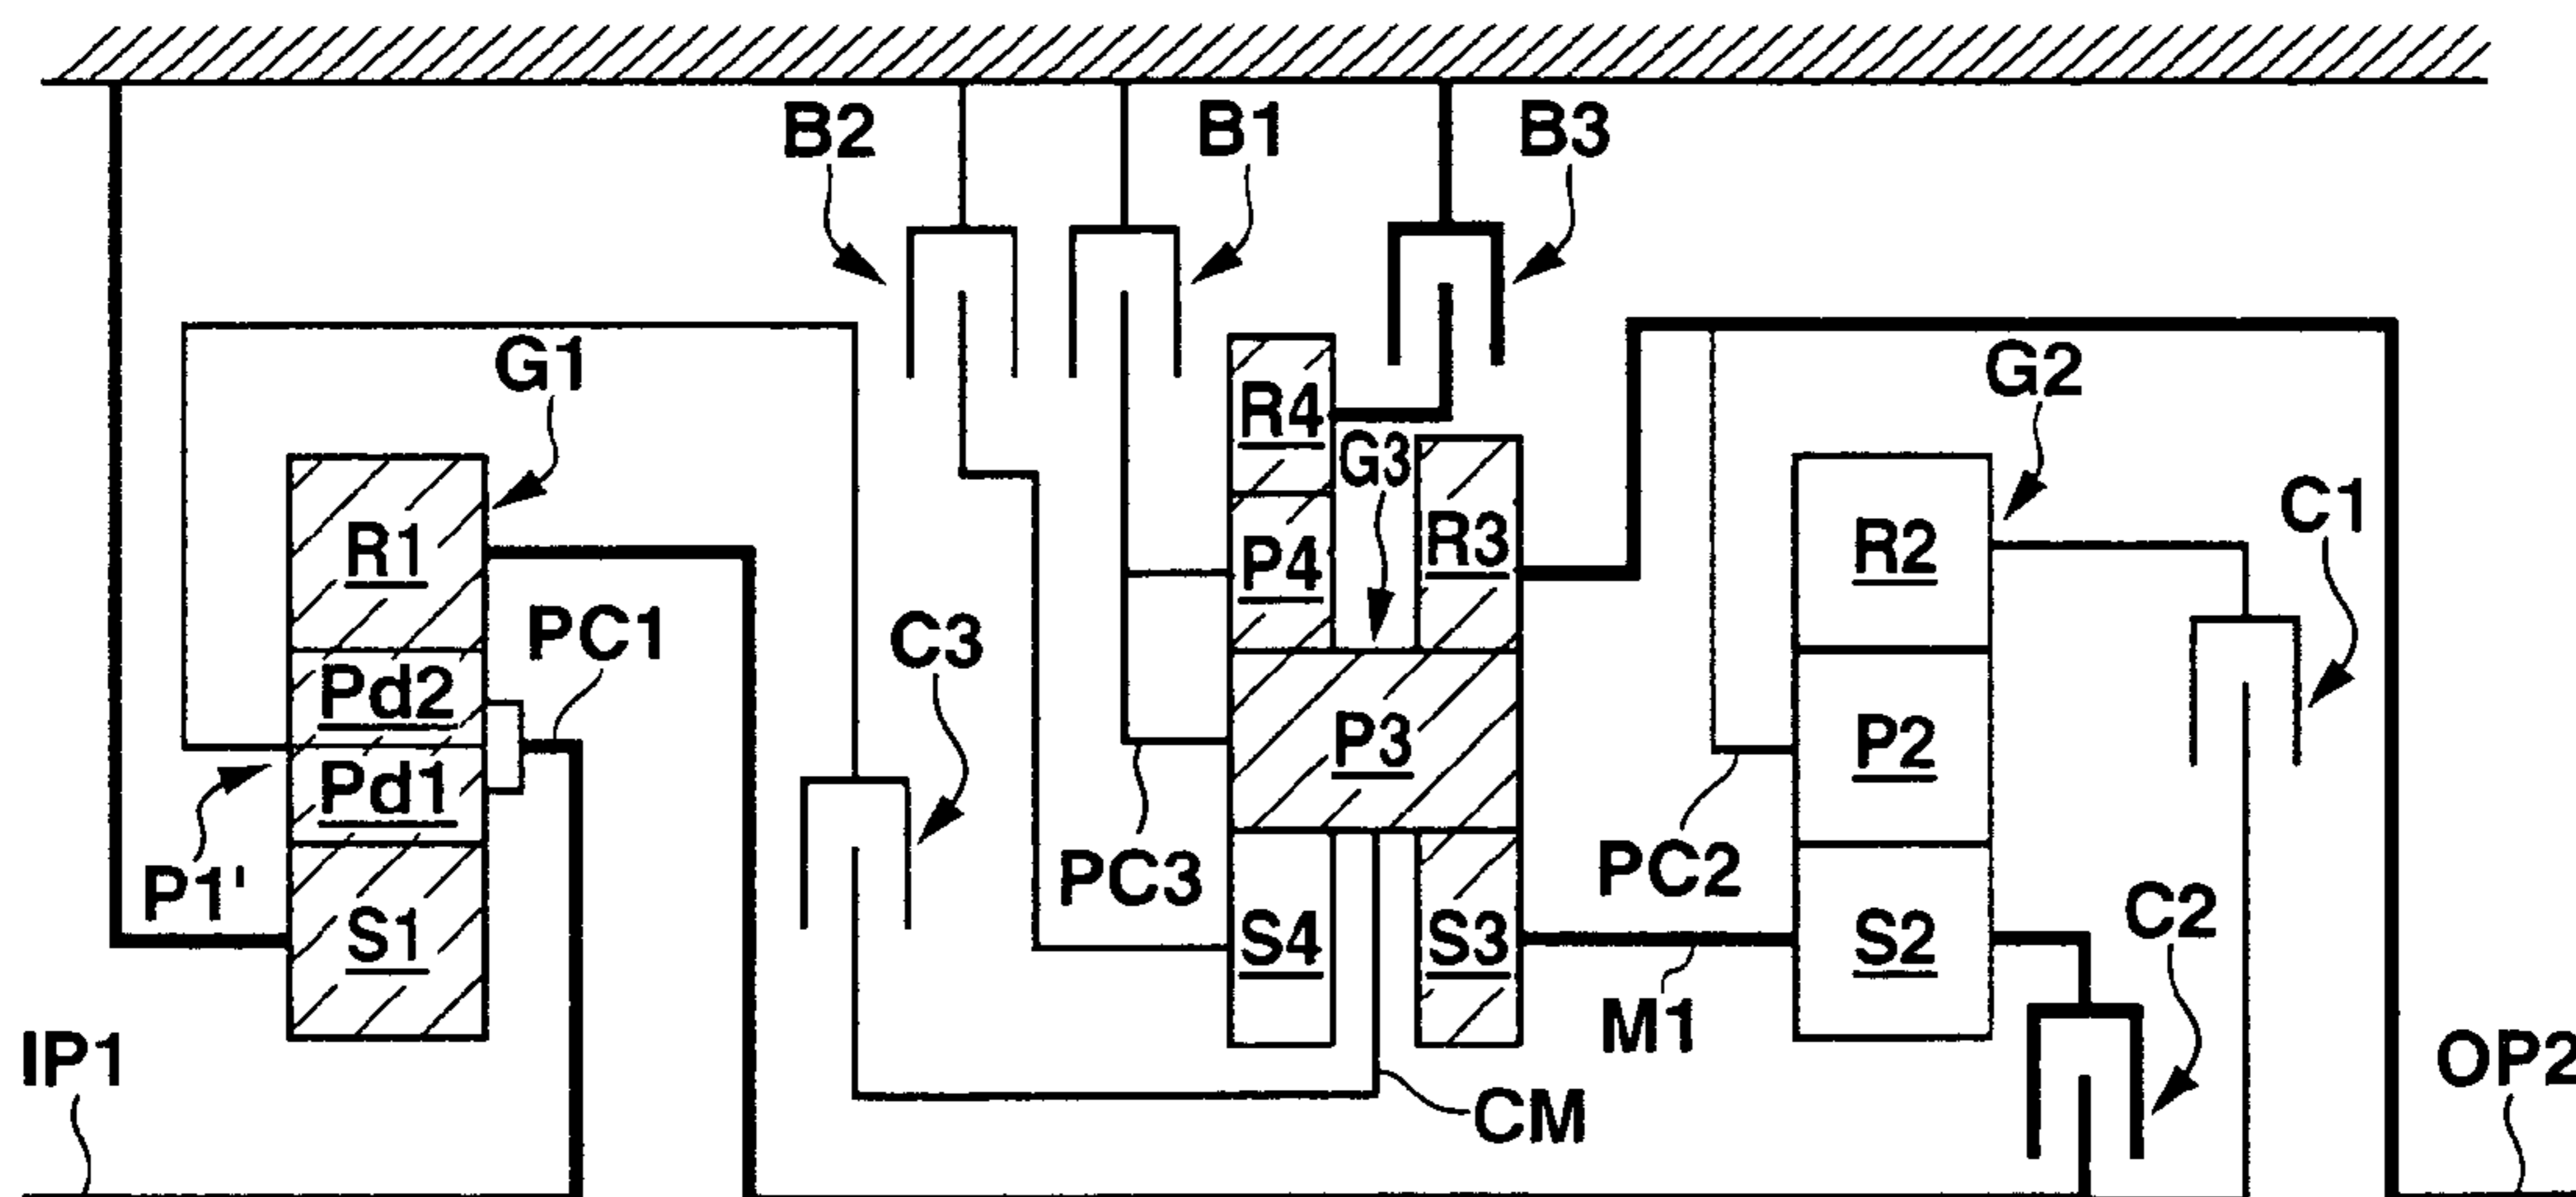 B2 B1 B3
G1 R4 G3 G2
R1 P4 R3 R2 C1
PC1 C3
Pd2 P3 P2
Pd1 PC3 PC2
P1' S1 S4 S3 S2 C2
M1
IP1 CM OP2